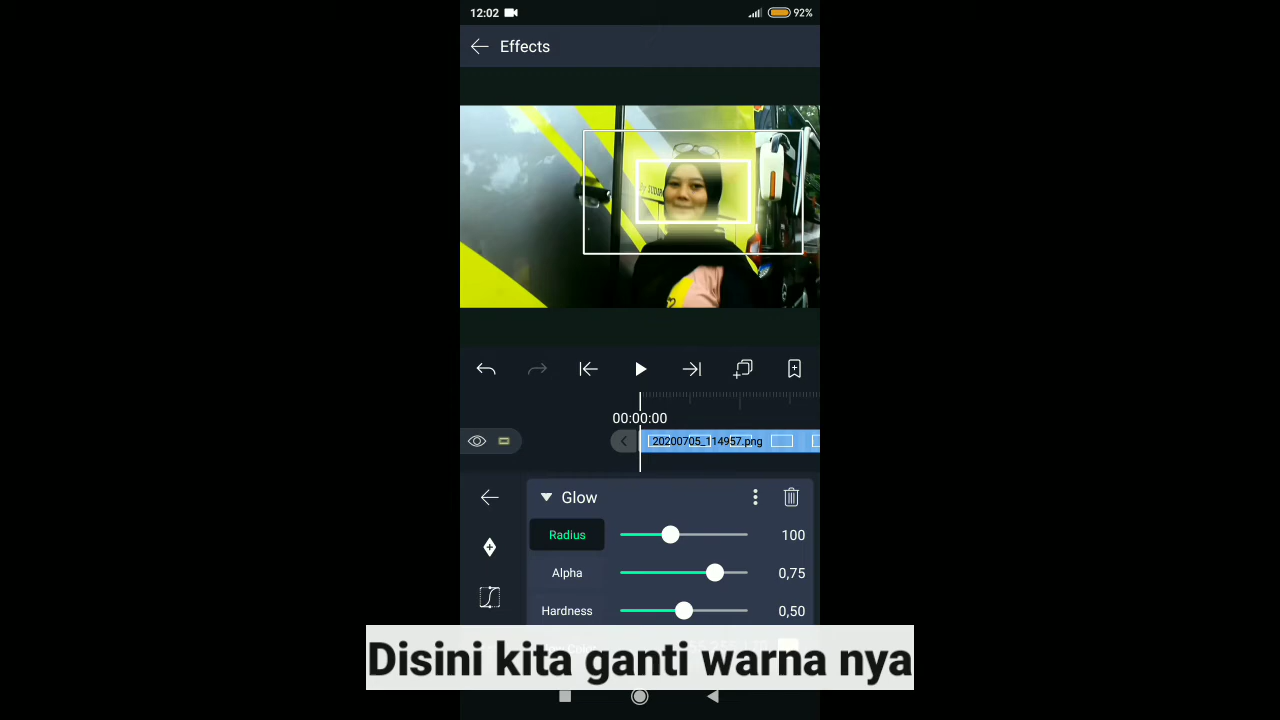 12:02
92%
Effects
00:00:00
20200705_114957.png
Glow
Radius
100
Alpha
0,75
Hardness
0,50
Disini kita ganti warna nya